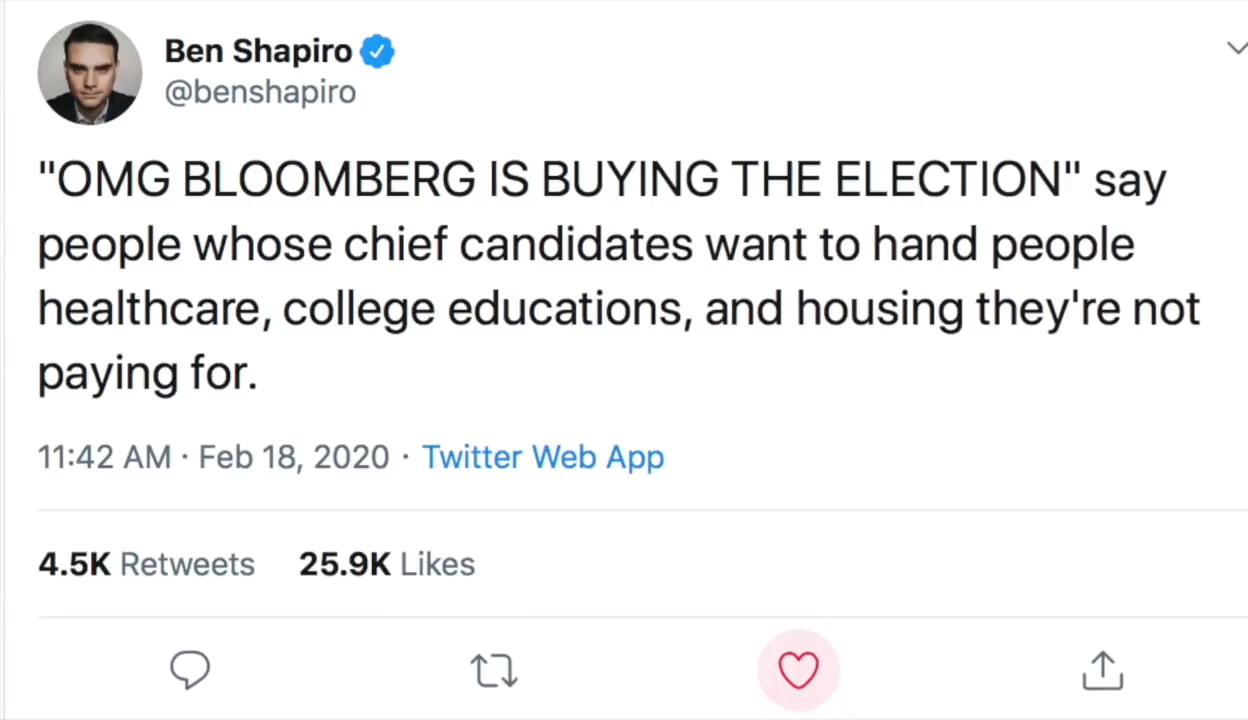 Ben Shapiro
@benshapiro
"OMG BLOOMBERG IS BUYING THE ELECTION" say
people whose chief candidates want to hand people
healthcare, college educations, and housing they're not
paying for.
11:42 AM · Feb 18, 2020 · Twitter Web App
4.5K Retweets 25.9K Likes